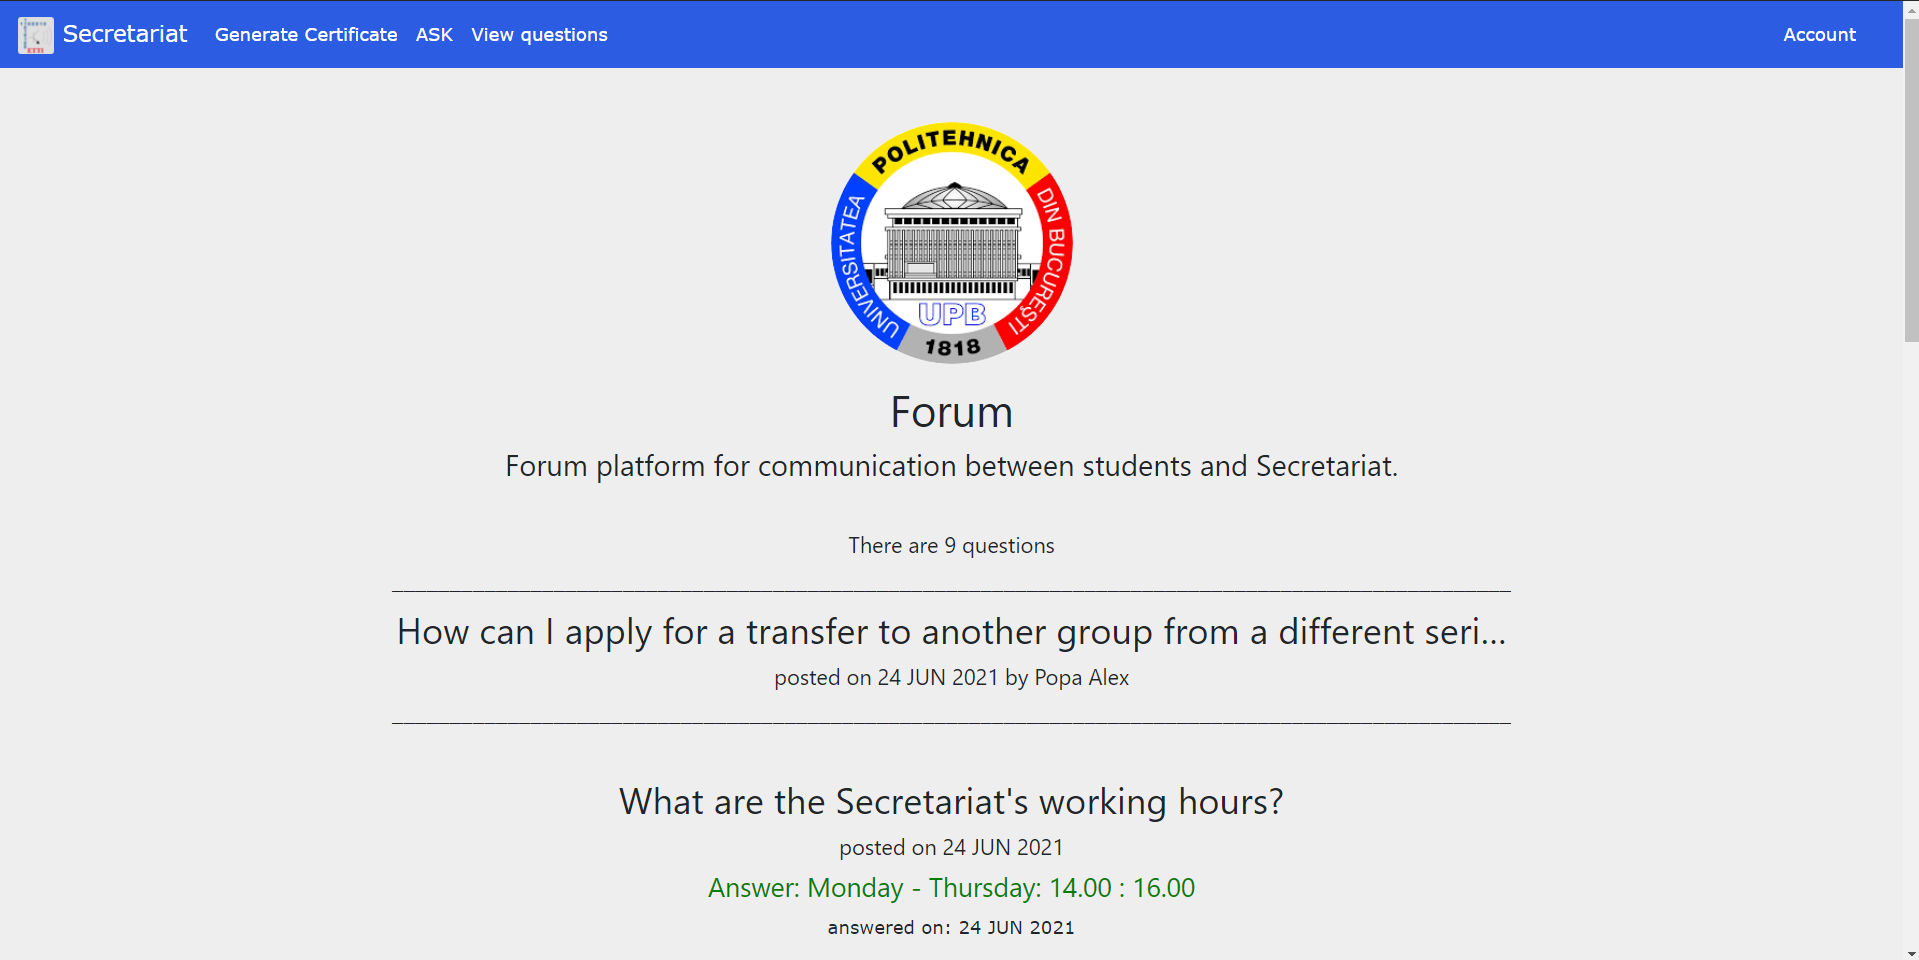 ETTI
Secretariat Generate Certificate ASK View questions Account
POLITEHNICA
UNIVERSITATEA
DIN BUCUREȘTI
UPB
1818
Forum
Forum platform for communication between students and Secretariat.
There are 9 questions
How can I apply for a transfer to another group from a different seri...
posted on 24 JUN 2021 by Popa Alex
What are the Secretariat's working hours?
posted on 24 JUN 2021
Answer: Monday - Thursday: 14.00 : 16.00
answered on: 24 JUN 2021